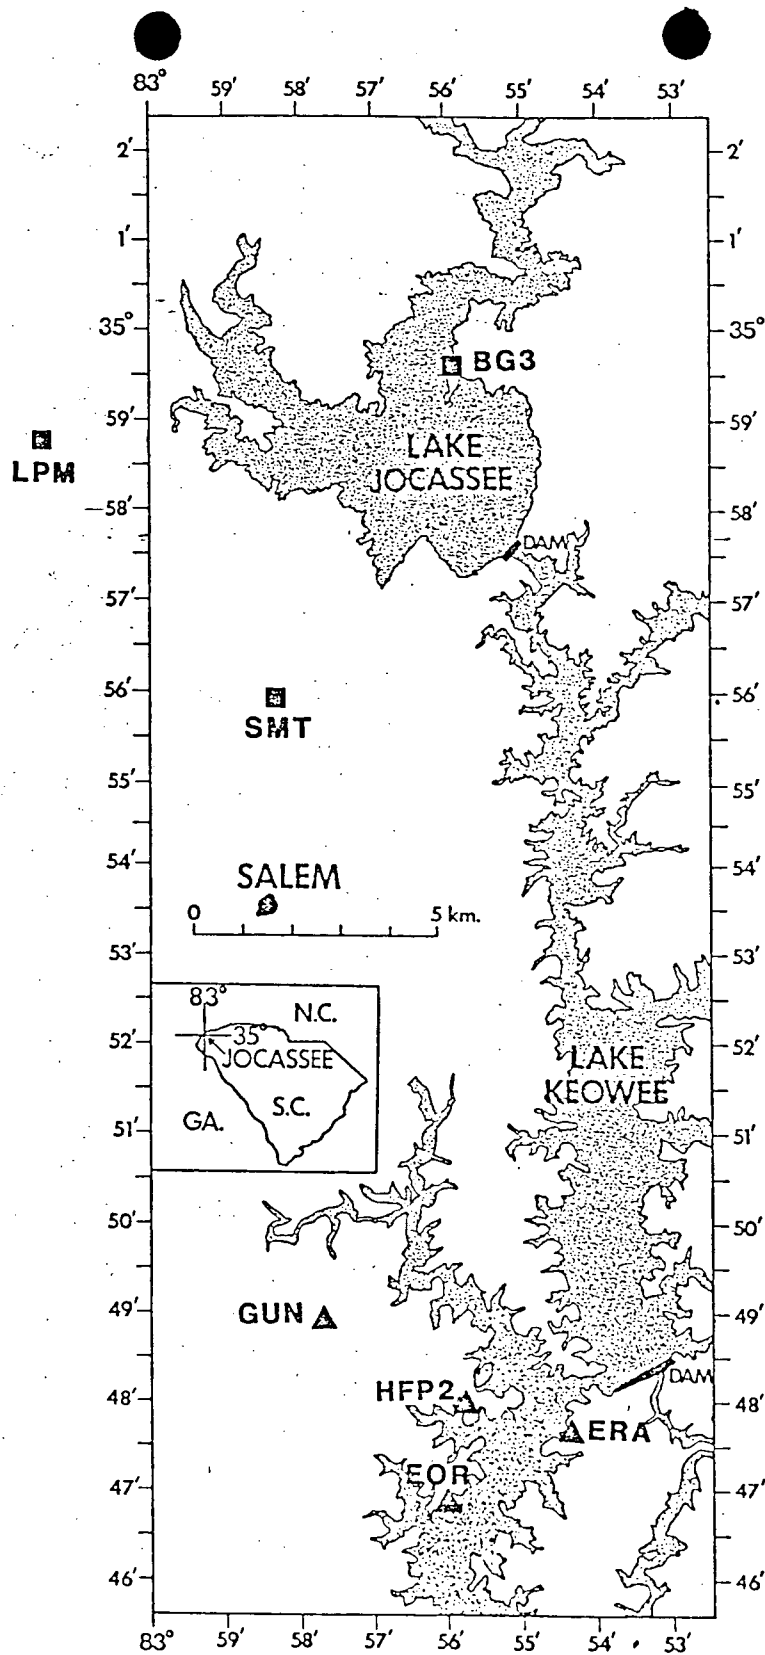 83° 59′ 58′ 57′ 56′ 55′ 54′ 53′
2′ 2′
1′ 1′
35° 35°
BG3
59′ 59′
LPM
LAKE
JOCASSEE
58′ 58′
DAM
57′ 57′
56′ 56′
SMT
55′ 55′
54′ 54′
SALEM
0 5 km.
53′ 53′
83°
N.C.
35°
JOCASSEE
S.C.
GA.
52′ 52′
LAKE
KEOWEE
51′ 51′
50′ 50′
49′ 49′
GUN
DAM
HFP2
48′ 48′
ERA
EOR
47′ 47′
46′ 46′
83° 59′ 58′ 57′ 56′ 55′ 54′ 53′